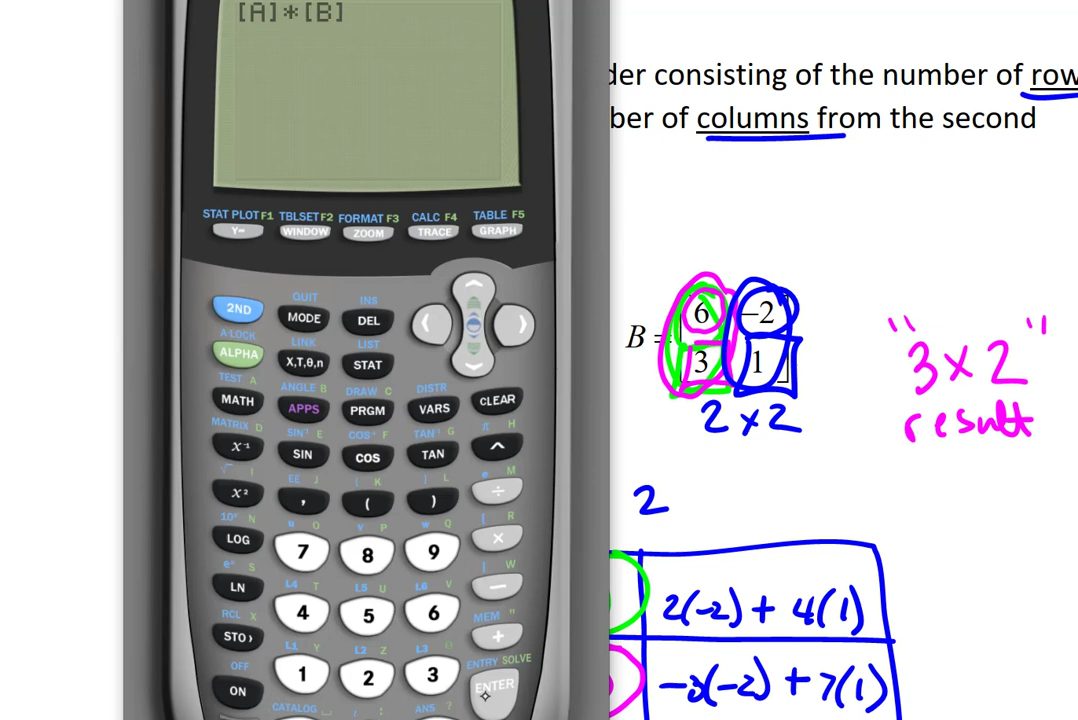 [A]*[B]
der consisting of the number of row
ber of columns from the second
STAT PLOT F1 TBLSET F2 FORMAT F3 CALC F4 TABLE F5
Y= WINDOW ZOOM TRACE GRAPH
QUIT INS
2ND MODE DEL
A-LOCK LINK LIST
ALPHA X,T,θ,n STAT
TEST A ANGLE B DRAW C DISTR
MATH APPS PRGM VARS CLEAR
MATRIX D SIN⁻¹ E COS⁻¹ F TAN⁻¹ G π H
X⁻¹ SIN COS TAN ^
√ I EE J { K } L e M
X² , ( ) ÷
10ˣ N u O v P w Q [ R
LOG 7 8 9 ×
eˣ S L4 T L5 U L6 V ] W
LN 4 5 6 −
RCL X L1 Y L2 Z L3 θ MEM "
STO› 1 2 3 +
OFF ENTRY SOLVE
ON ENTER
CATALOG : ANS ?
B = 6 -2
3 1
2 x 2
"3 x 2"
result
2
2(-2) + 4(1)
-3(-2) + 7(1)